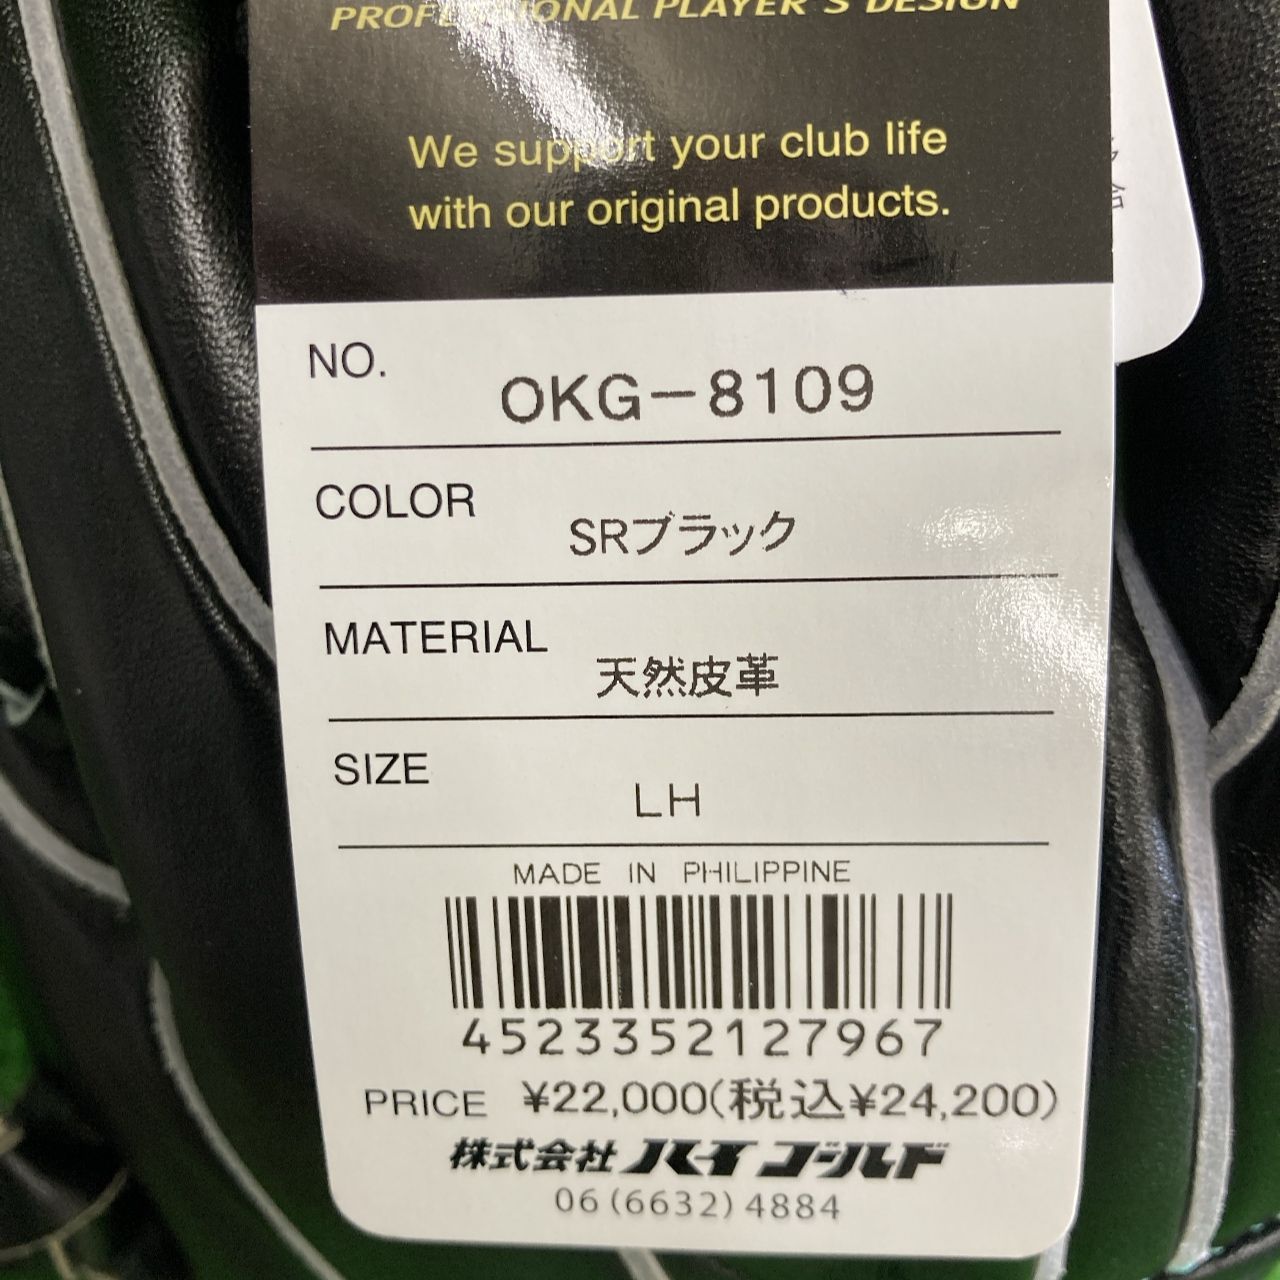 PROFESSIONAL PLAYER'S DESIGN
We support your club life
with our original products.
NO.
OKG-8109
COLOR
SRブラック
MATERIAL
天然皮革
SIZE
LH
MADE IN PHILIPPINE
4523352127967
PRICE ¥22,000(税込¥24,200)
株式会社 ハイゴールド
06(6632)4884